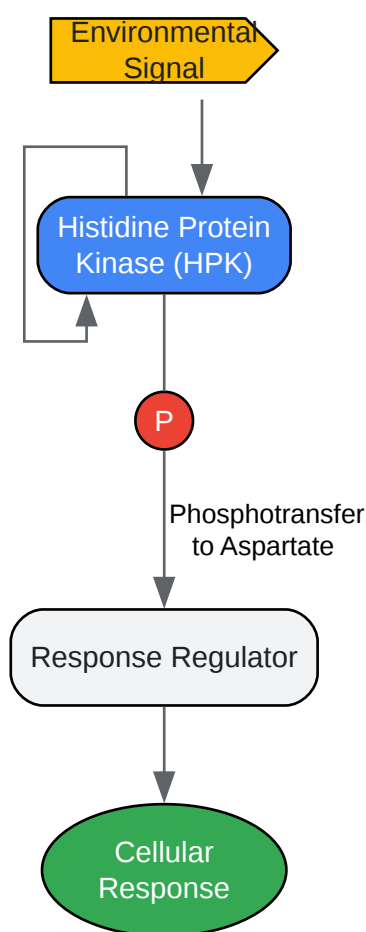 Environmental
Signal
Histidine Protein
Kinase (HPK)
P
Phosphotransfer
to Aspartate
Response Regulator
Cellular
Response